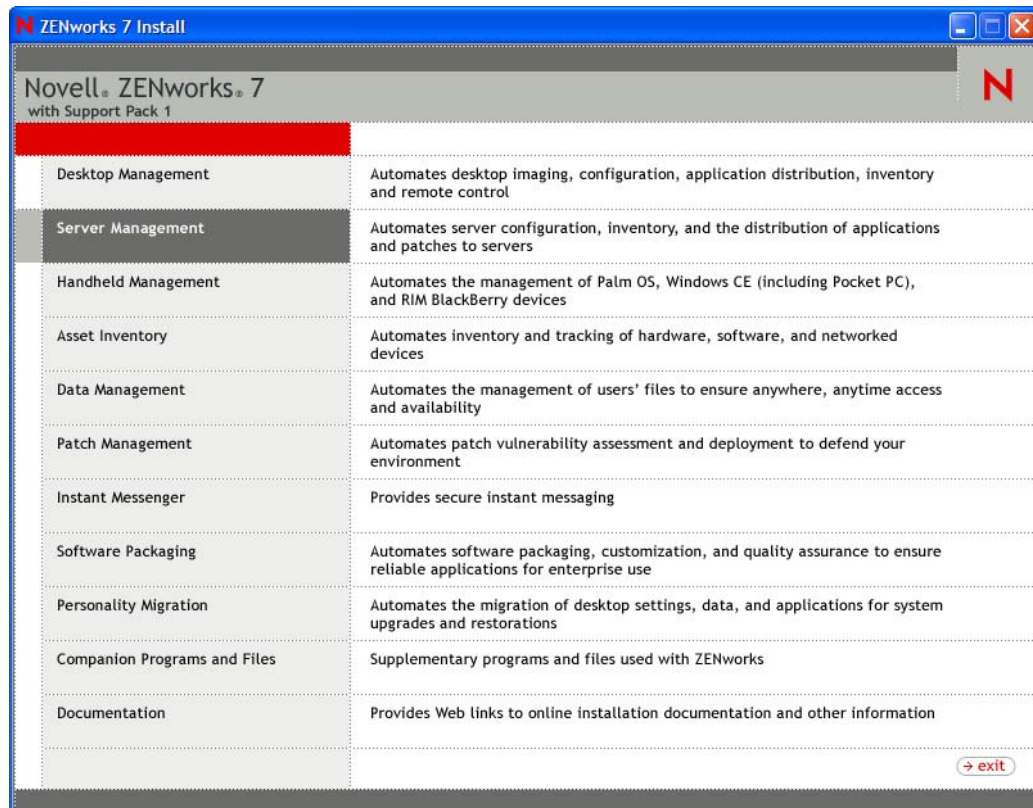 N ZENworks 7 Install
Novell® ZENworks® 7
with Support Pack 1
N
Desktop Management
Automates desktop imaging, configuration, application distribution, inventory
and remote control
Server Management
Automates server configuration, inventory, and the distribution of applications
and patches to servers
Handheld Management
Automates the management of Palm OS, Windows CE (including Pocket PC),
and RIM BlackBerry devices
Asset Inventory
Automates inventory and tracking of hardware, software, and networked
devices
Data Management
Automates the management of users’ files to ensure anywhere, anytime access
and availability
Patch Management
Automates patch vulnerability assessment and deployment to defend your
environment
Instant Messenger
Provides secure instant messaging
Software Packaging
Automates software packaging, customization, and quality assurance to ensure
reliable applications for enterprise use
Personality Migration
Automates the migration of desktop settings, data, and applications for system
upgrades and restorations
Companion Programs and Files
Supplementary programs and files used with ZENworks
Documentation
Provides Web links to online installation documentation and other information
→ exit